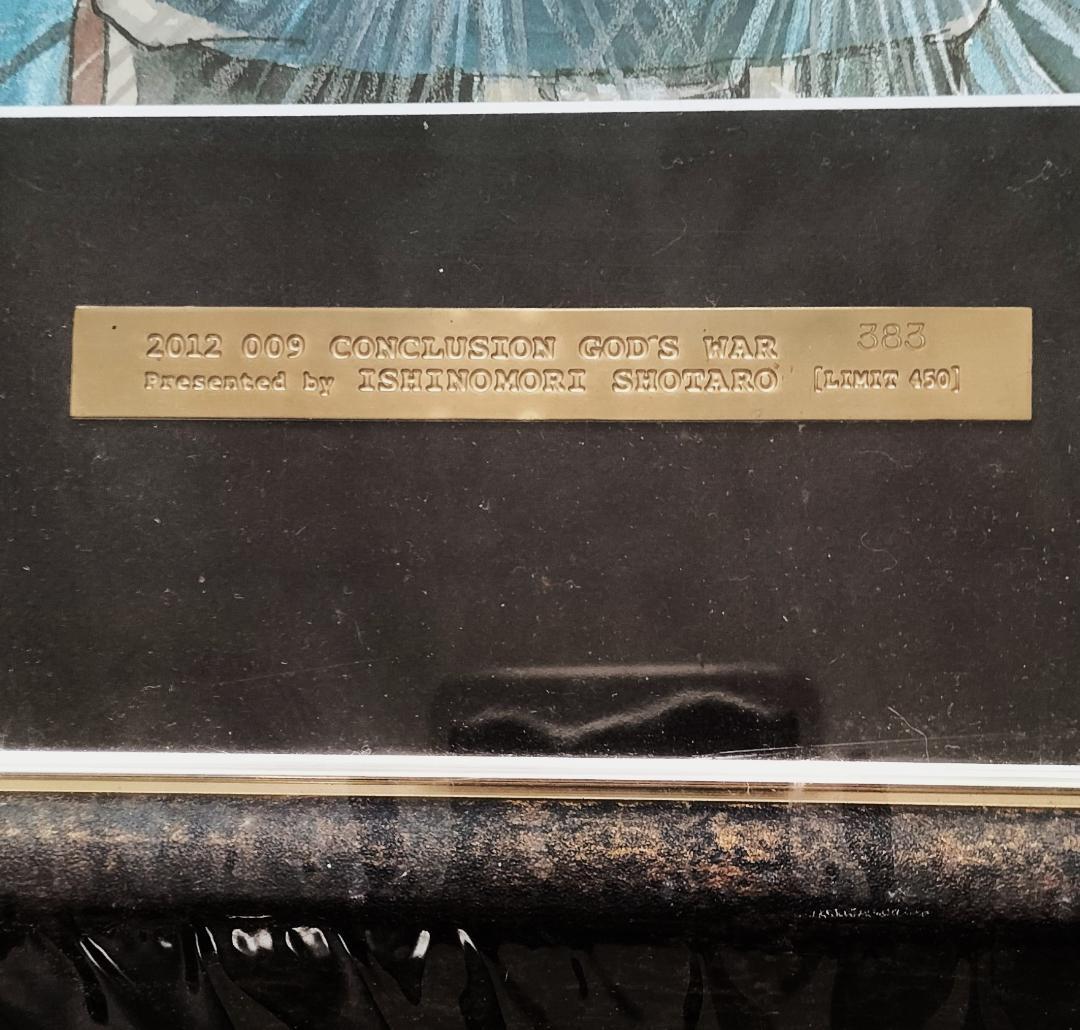 2012 009 CONCLUSION GOD'S WAR 383
Presented by ISHINOMORI SHOTARO [LIMIT 450]